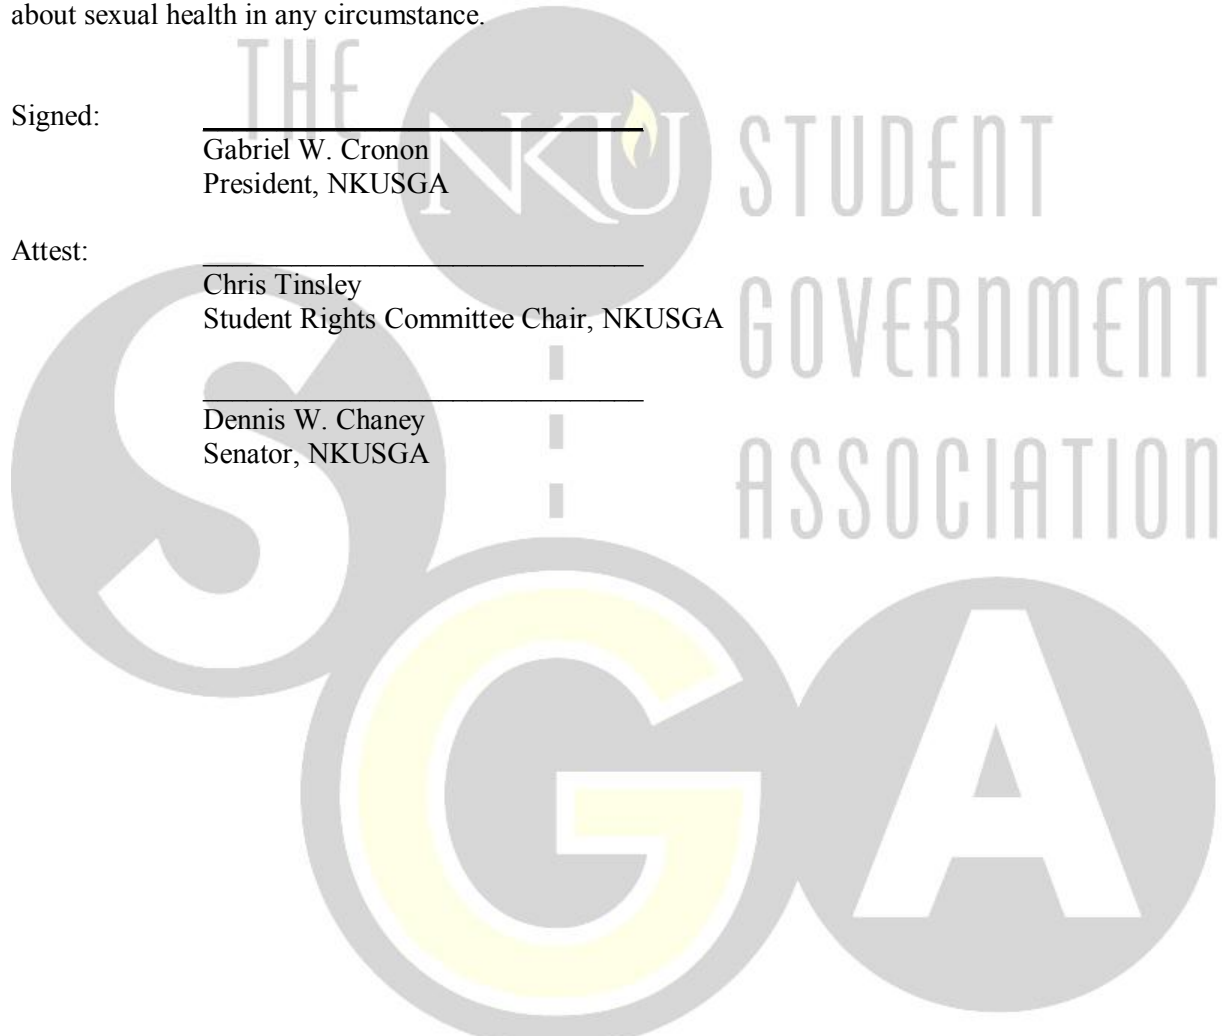 about sexual health in any circumstance.
THE
NKU
STUDENT
GOVERNMENT
ASSOCIATION
Signed:
Gabriel W. Cronon
President, NKUSGA
Attest:
Chris Tinsley
Student Rights Committee Chair, NKUSGA
Dennis W. Chaney
Senator, NKUSGA
S
G
A